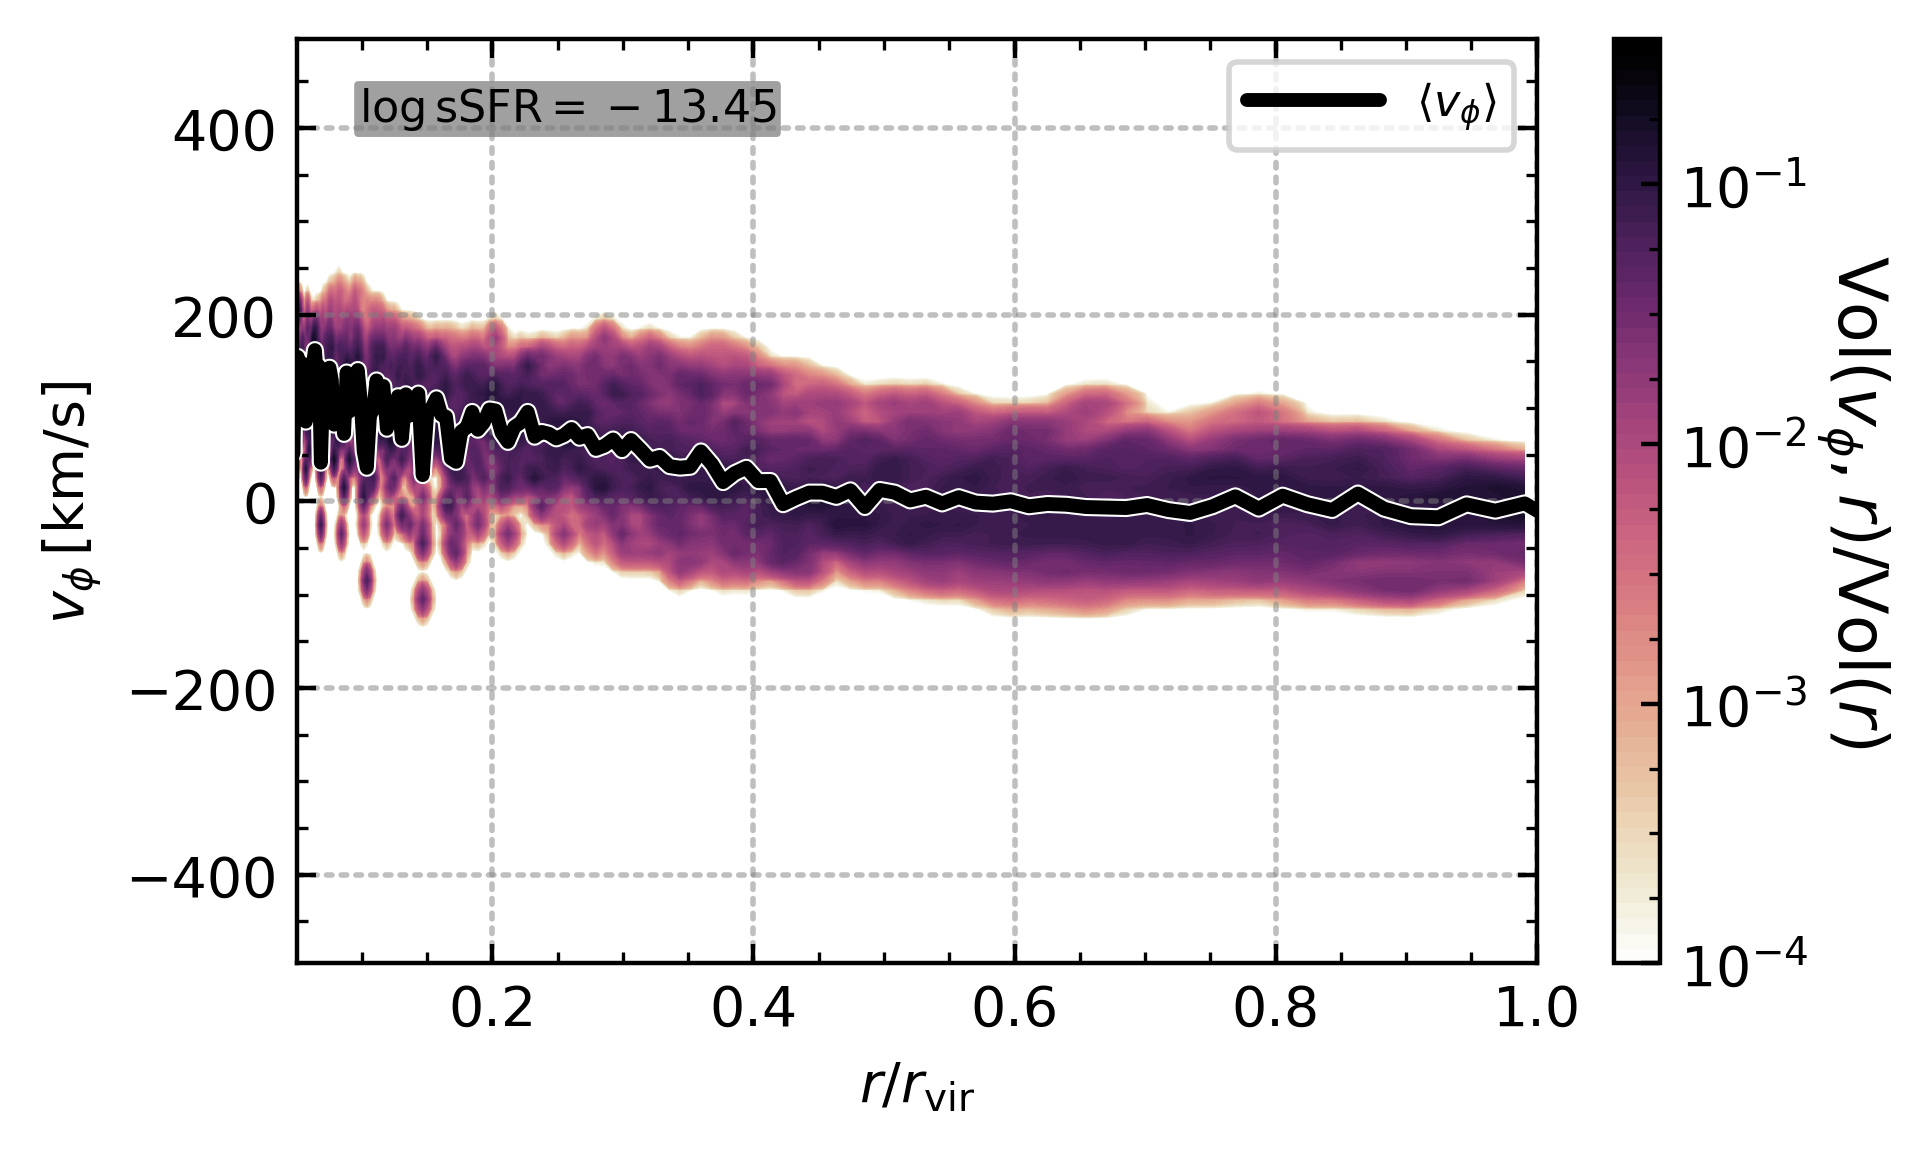 log sSFR = −13.45
⟨v_ϕ⟩
400
200
0
−200
−400
v_ϕ [km/s]
0.2 0.4 0.6 0.8 1.0
r/r_vir
10^−1
10^−2
10^−3
10^−4
Vol(v_ϕ, r)/Vol(r)